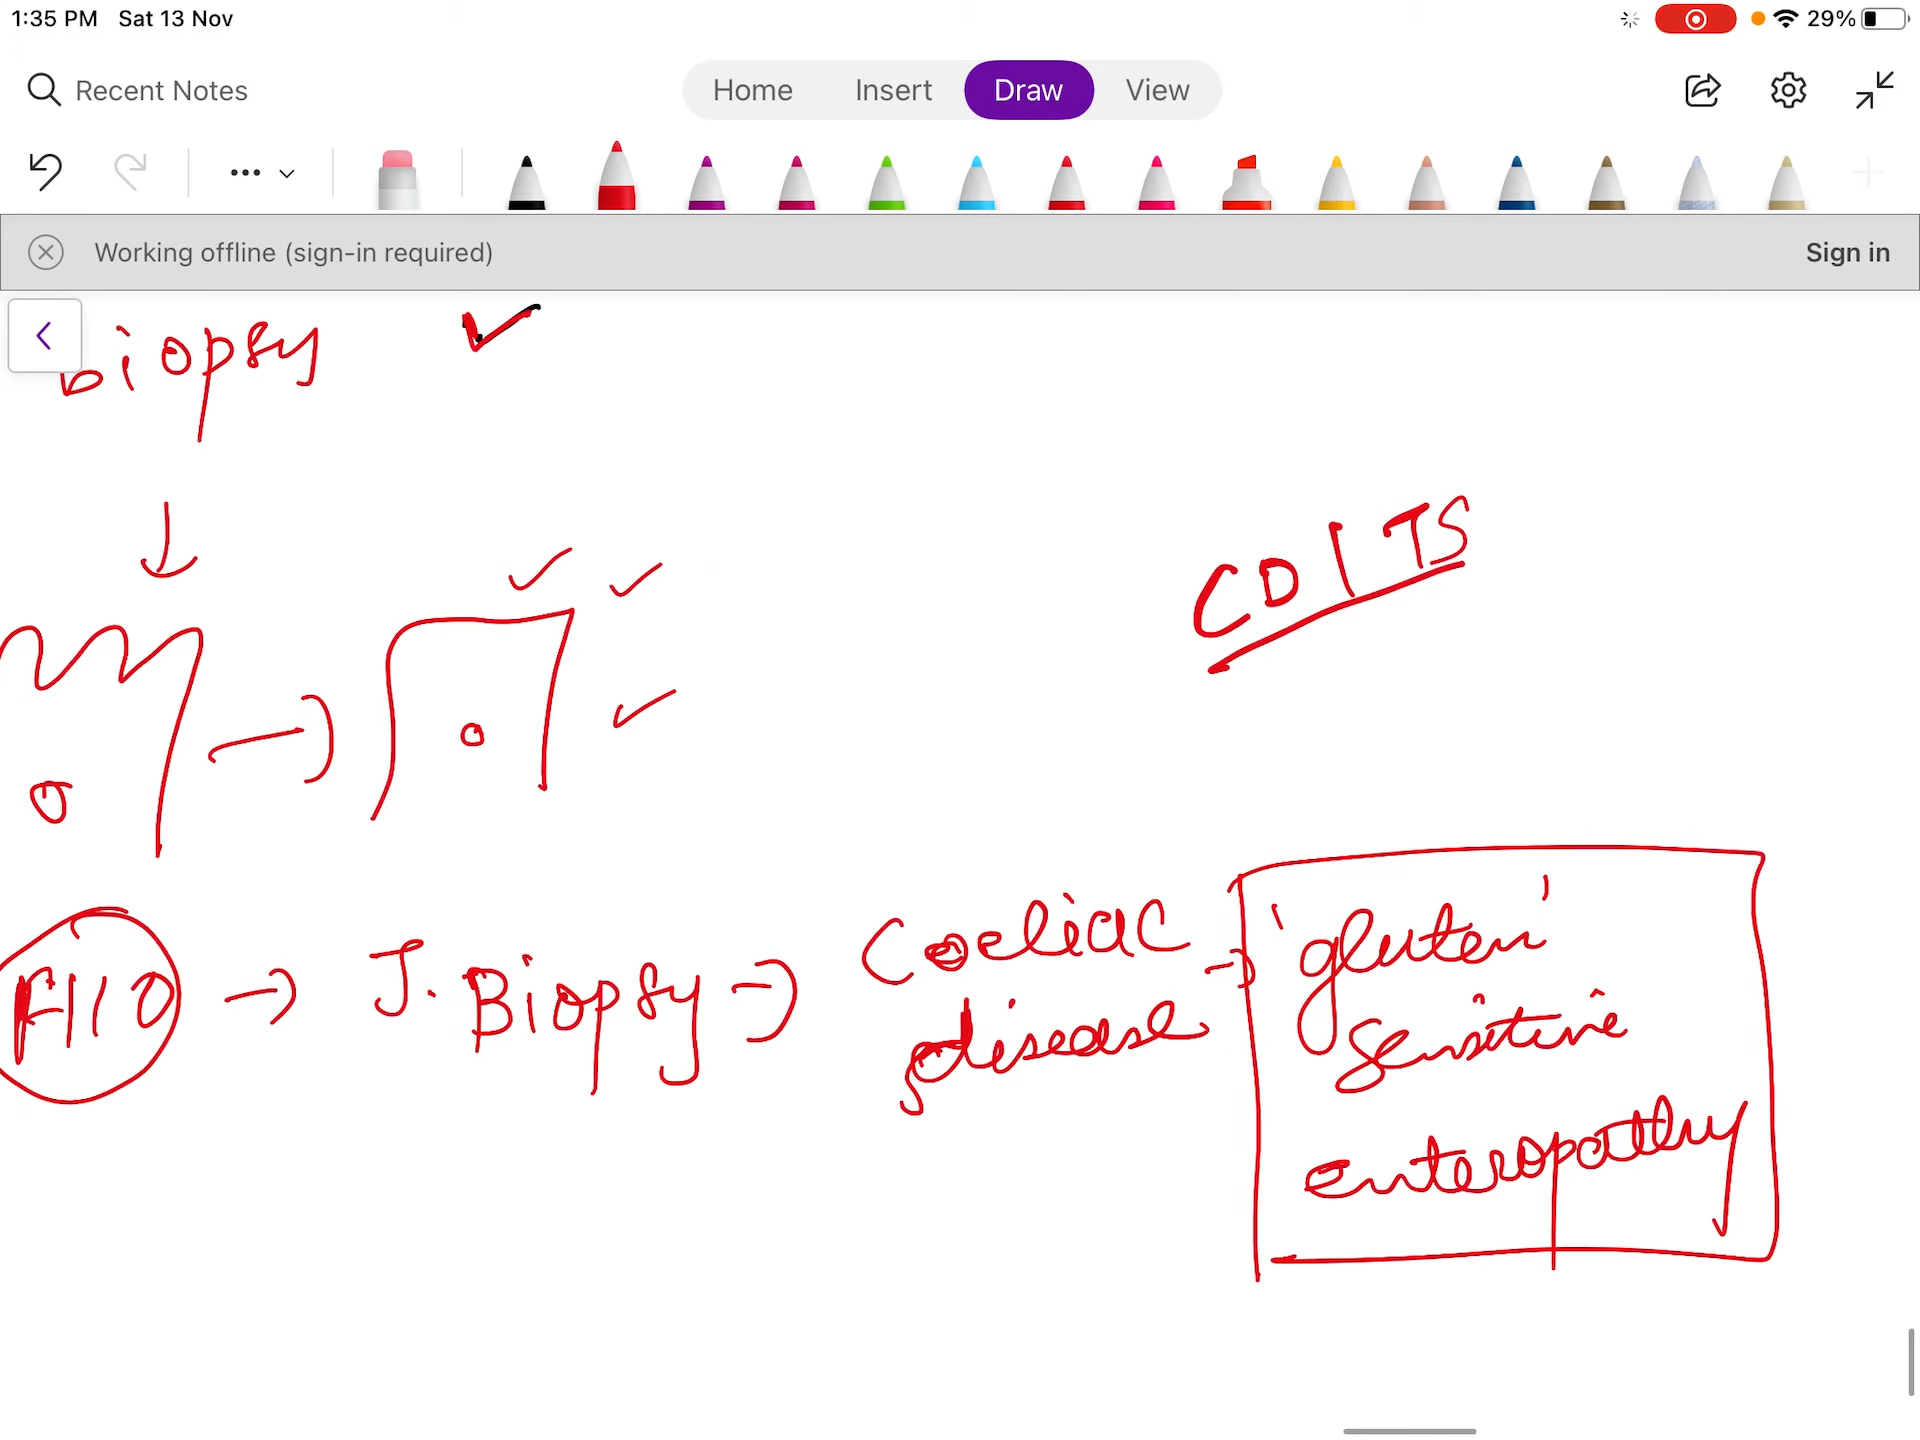 1:35 PM Sat 13 Nov
29%
Recent Notes
Home Insert Draw View
Working offline (sign-in required)
Sign in
Biopsy
CD/TS
F/O → J. Biopsy → Coeliac disease → 'gluten'
sensitive
enteropathy